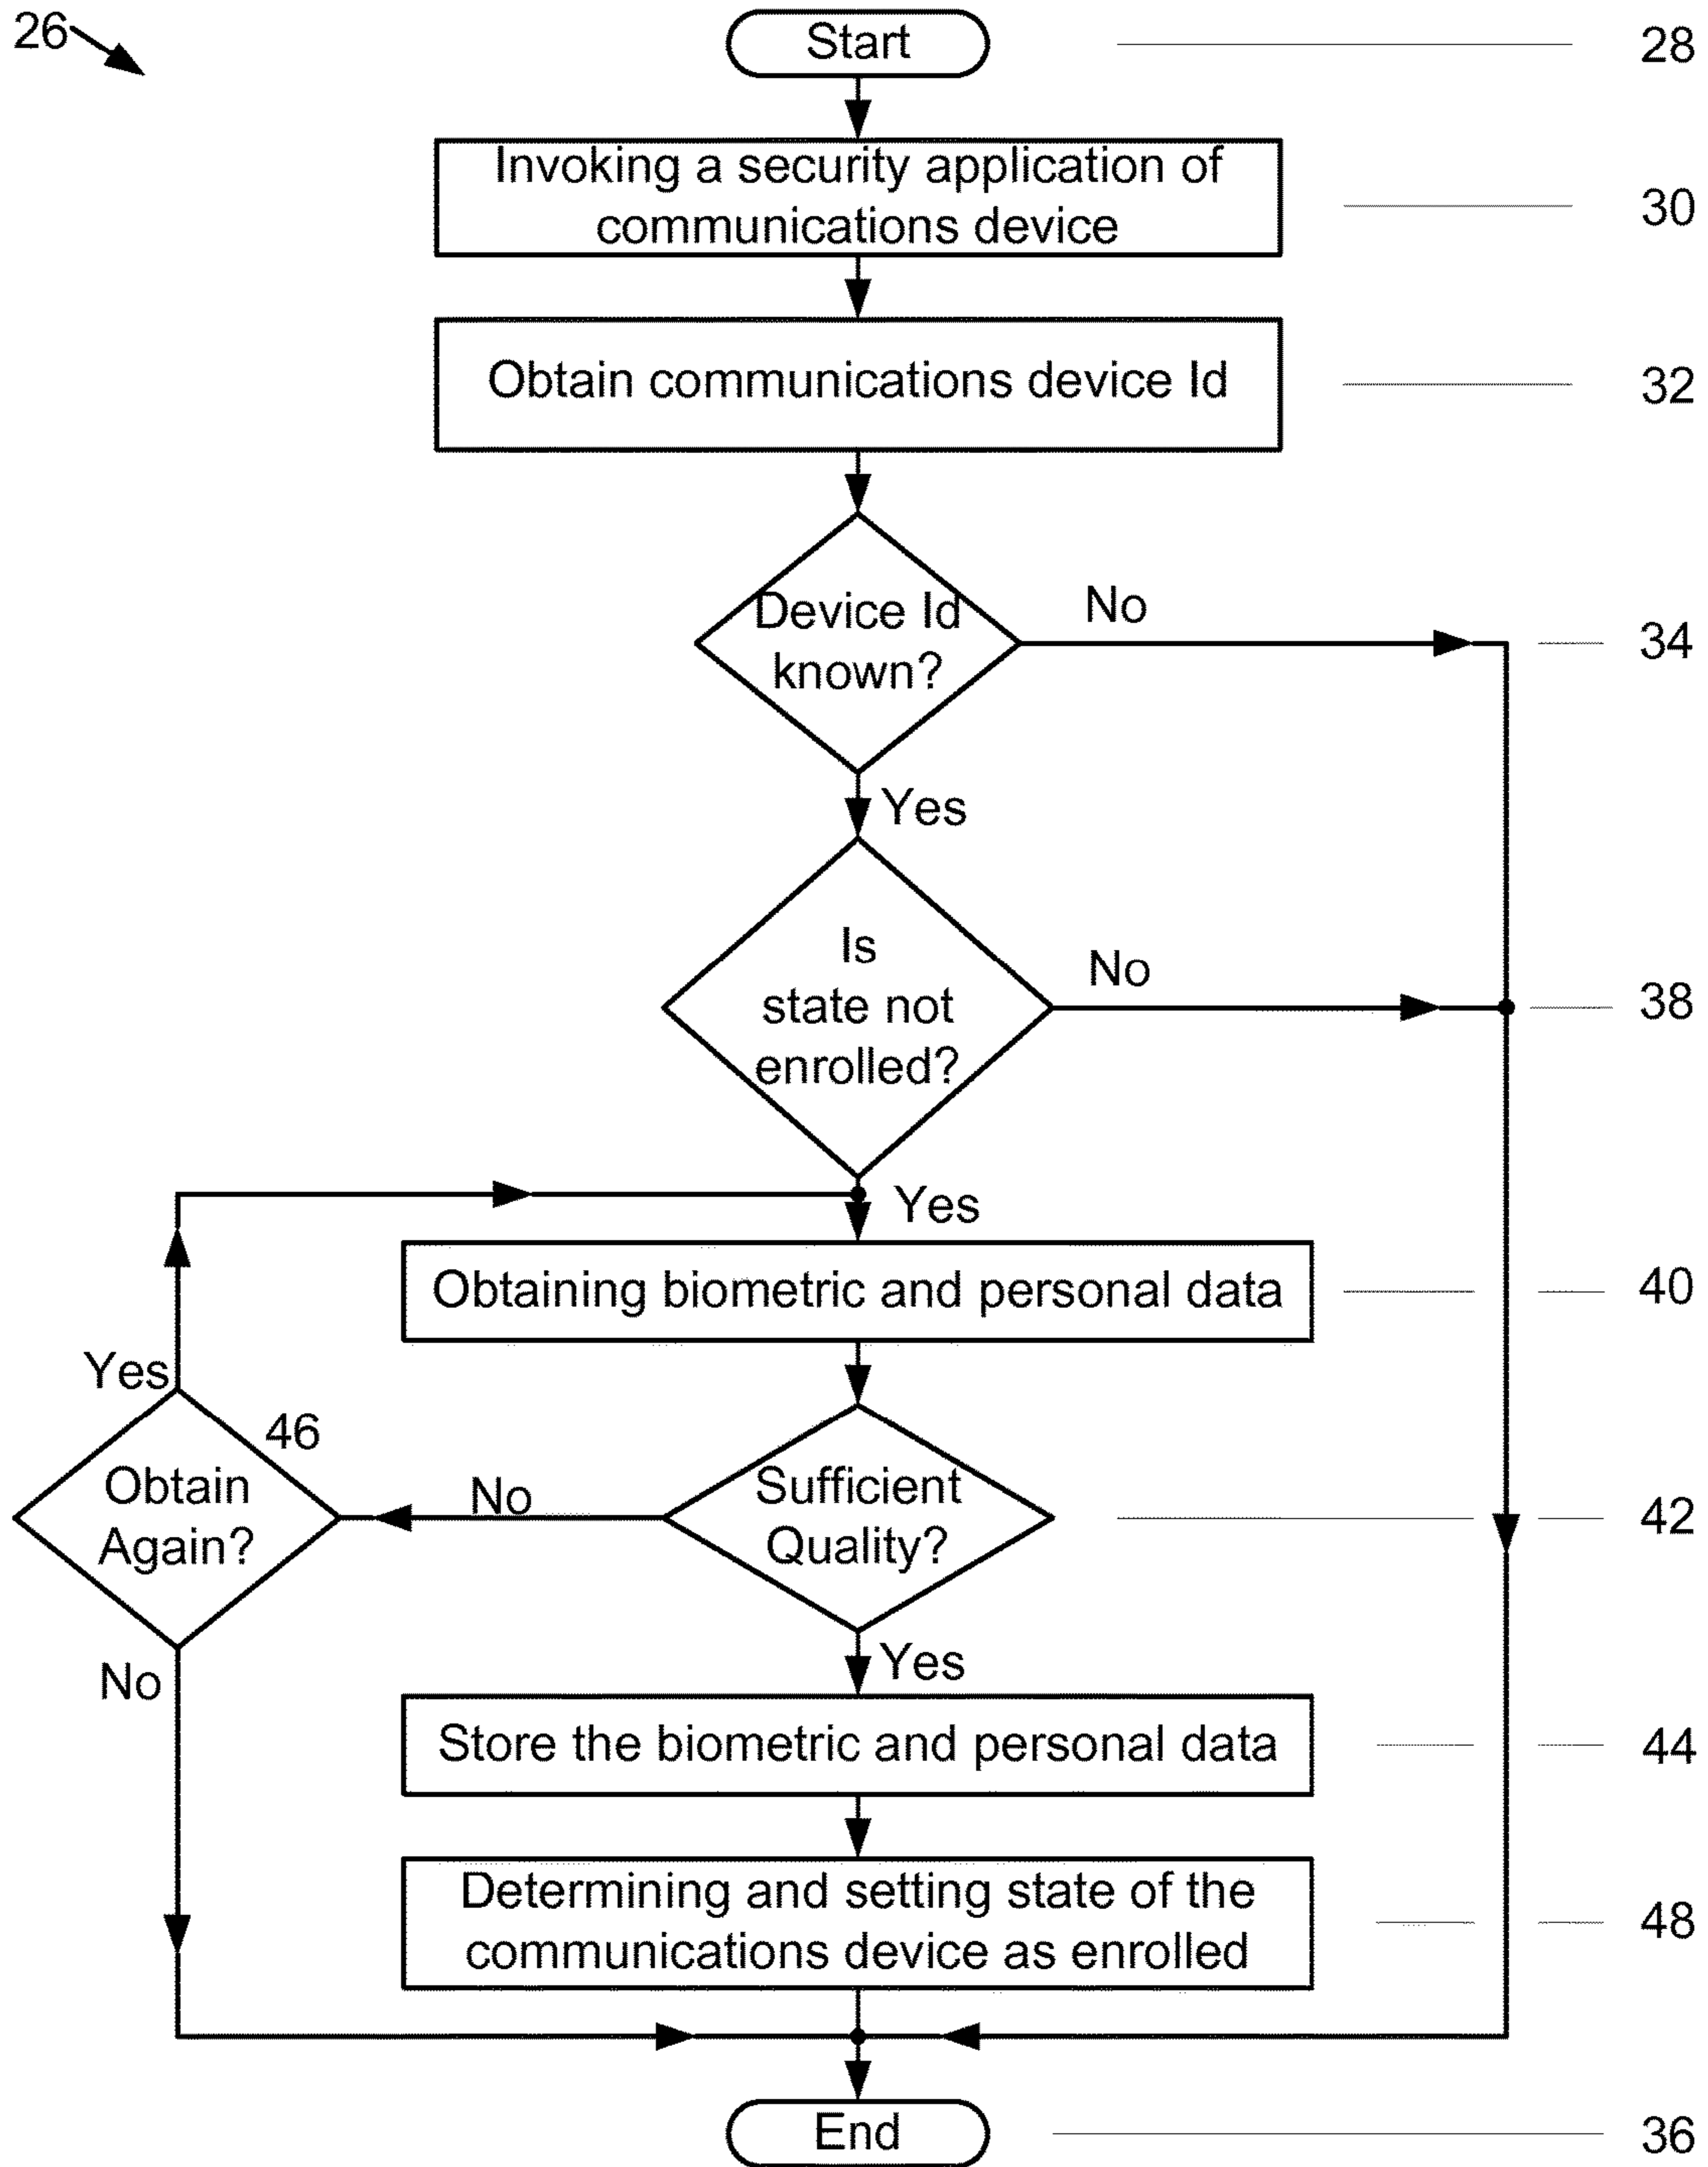 26
Start
28
Invoking a security application of
communications device
30
Obtain communications device Id
32
Device Id
known?
No
34
Yes
Is
state not
enrolled?
No
38
Yes
Obtaining biometric and personal data
40
Yes
46
Obtain
Again?
No
Sufficient
Quality?
42
No
Yes
Store the biometric and personal data
44
Determining and setting state of the
communications device as enrolled
48
End
36